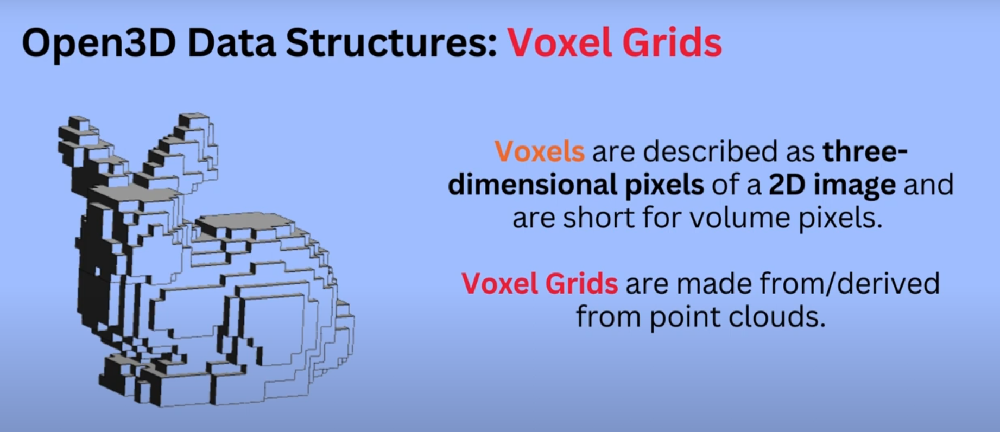 Open3D Data Structures: Voxel Grids
Voxels are described as three-
dimensional pixels of a 2D image and
are short for volume pixels.
Voxel Grids are made from/derived
from point clouds.